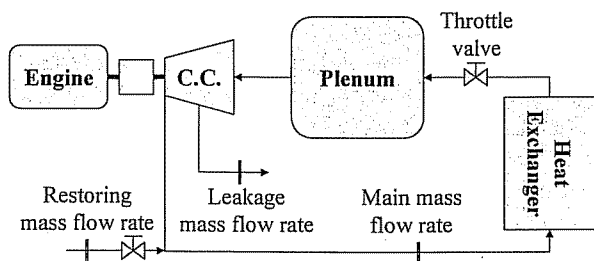 Throttle
valve
Engine
C.C.
Plenum
Heat
Exchanger
Restoring
mass flow rate
Leakage
mass flow rate
Main mass
flow rate